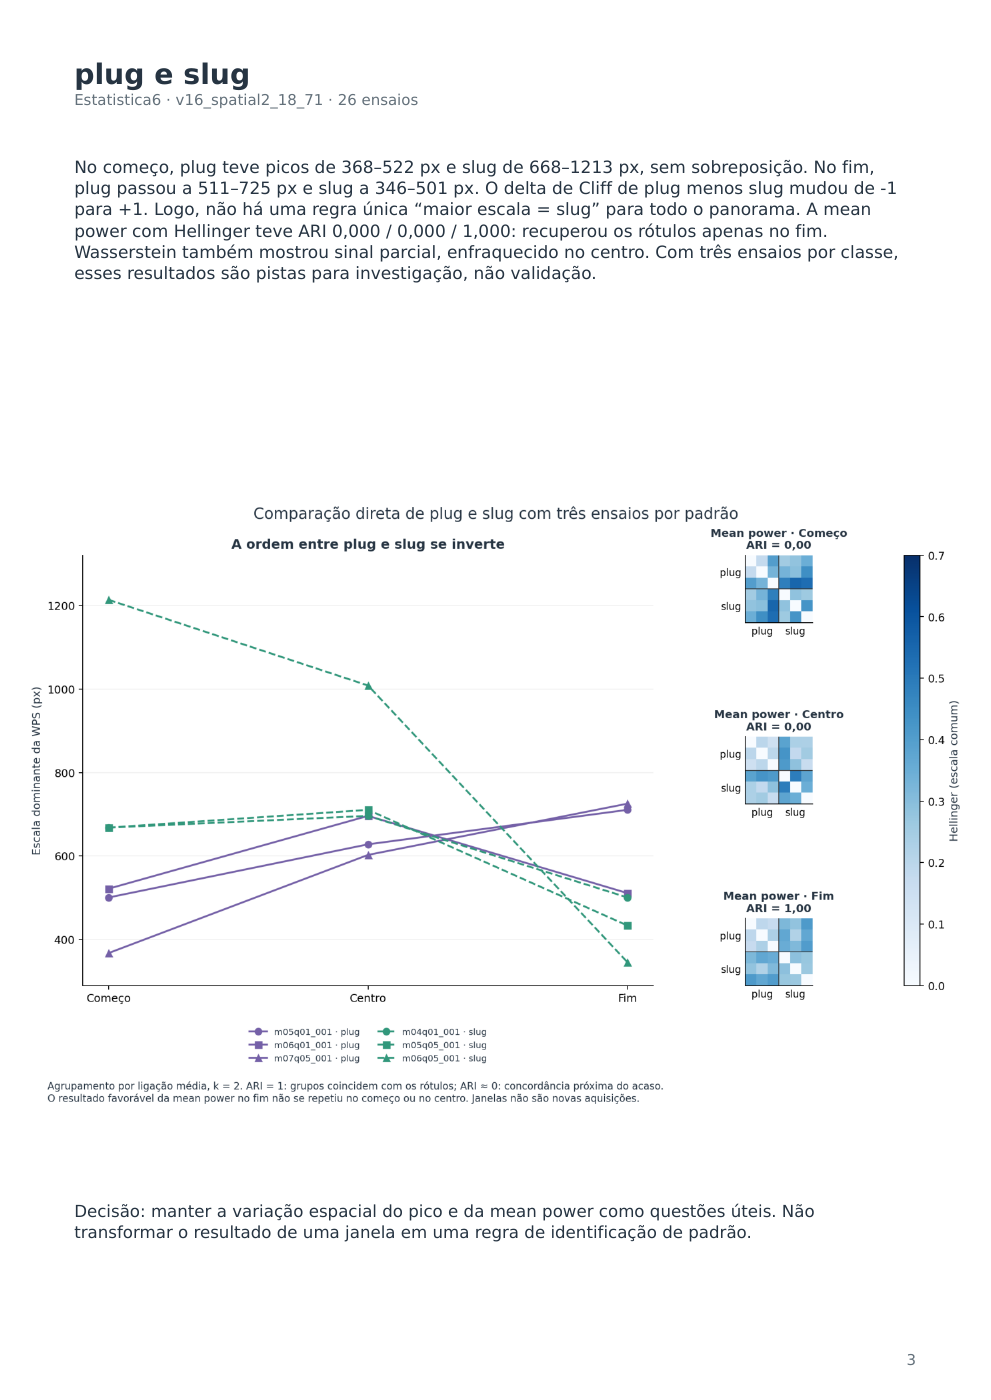 plug e slug
Estatistica6 · v16_spatial2_18_71 · 26 ensaios
No começo, plug teve picos de 368–522 px e slug de 668–1213 px, sem sobreposição. No fim,
plug passou a 511–725 px e slug a 346–501 px. O delta de Cliff de plug menos slug mudou de -1
para +1. Logo, não há uma regra única “maior escala = slug” para todo o panorama. A mean
power com Hellinger teve ARI 0,000 / 0,000 / 1,000: recuperou os rótulos apenas no fim.
Wasserstein também mostrou sinal parcial, enfraquecido no centro. Com três ensaios por classe,
esses resultados são pistas para investigação, não validação.
Comparação direta de plug e slug com três ensaios por padrão
A ordem entre plug e slug se inverte
Escala dominante da WPS (px)
1200
1000
800
600
400
Começo
Centro
Fim
m05q01_001 · plug
m06q01_001 · plug
m07q05_001 · plug
m04q01_001 · slug
m05q05_001 · slug
m06q05_001 · slug
Mean power · Começo
ARI = 0,00
plug
slug
plug slug
Mean power · Centro
ARI = 0,00
plug
slug
plug slug
Mean power · Fim
ARI = 1,00
plug
slug
plug slug
0.7
0.6
0.5
0.4
0.3
0.2
0.1
0.0
Hellinger (escala comum)
Agrupamento por ligação média, k = 2. ARI = 1: grupos coincidem com os rótulos; ARI ≈ 0: concordância próxima do acaso.
O resultado favorável da mean power no fim não se repetiu no começo ou no centro. Janelas não são novas aquisições.
Decisão: manter a variação espacial do pico e da mean power como questões úteis. Não
transformar o resultado de uma janela em uma regra de identificação de padrão.
3